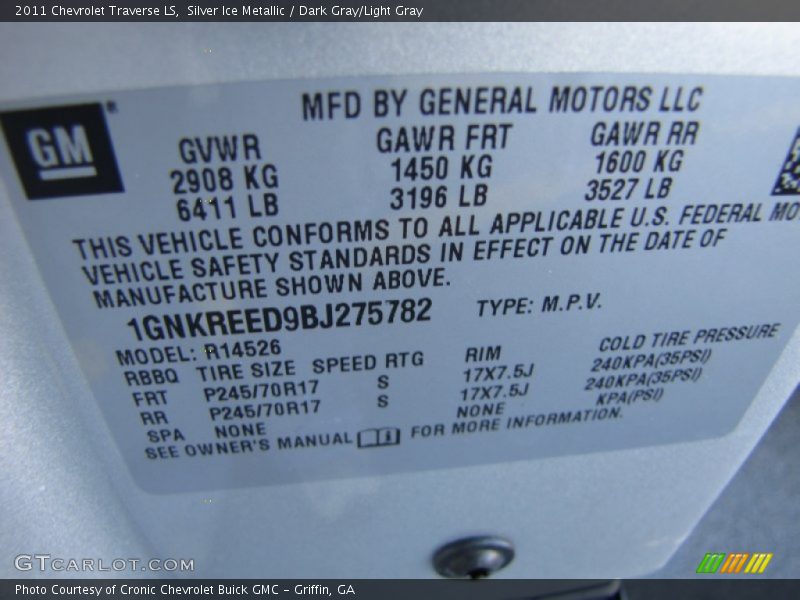 2011 Chevrolet Traverse LS, Silver Ice Metallic / Dark Gray/Light Gray
GM
MFD BY GENERAL MOTORS LLC
GVWR GAWR FRT GAWR RR
2908 KG 1450 KG 1600 KG
6411 LB 3196 LB 3527 LB
THIS VEHICLE CONFORMS TO ALL APPLICABLE U.S. FEDERAL MO
VEHICLE SAFETY STANDARDS IN EFFECT ON THE DATE OF
MANUFACTURE SHOWN ABOVE.
1GNKREED9BJ275782 TYPE: M.P.V.
MODEL: R14526
RBBQ TIRE SIZE SPEED RTG RIM COLD TIRE PRESSURE
FRT P245/70R17 S 17X7.5J 240KPA(35PSI)
RR P245/70R17 S 17X7.5J 240KPA(35PSI)
SPA NONE NONE KPA(PSI)
SEE OWNER'S MANUAL FOR MORE INFORMATION.
GTCARLOT.COM
Photo Courtesy of Cronic Chevrolet Buick GMC – Griffin, GA